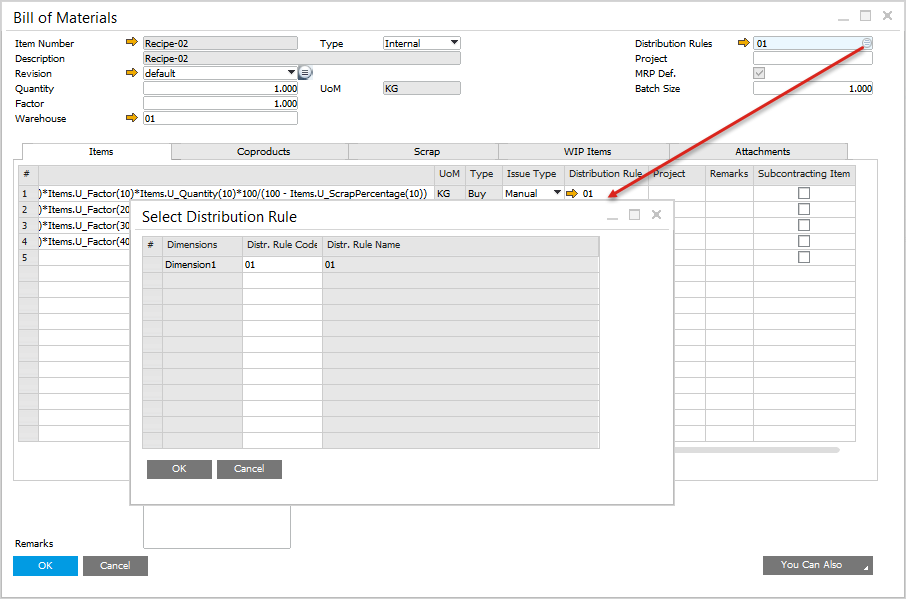 Bill of Materials
Item Number Recipe-02 Type Internal Distribution Rules 01
Description Recipe-02 Project
Revision default MRP Def.
Quantity 1.000 UoM KG Batch Size 1.000
Factor 1.000
Warehouse 01
Items Coproducts Scrap WIP Items Attachments
# UoM Type Issue Type Distribution Rule Project Remarks Subcontracting Item
1 )*Items.U_Factor(10)*Items.U_Quantity(10)*100/(100 - Items.U_ScrapPercentage(10)) KG Buy Manual 01
2 )*Items.U_Factor(20
3 )*Items.U_Factor(30
4 )*Items.U_Factor(40
5
Select Distribution Rule
# Dimensions Distr. Rule Code Distr. Rule Name
Dimension1 01 01
OK Cancel
Remarks
OK Cancel You Can Also